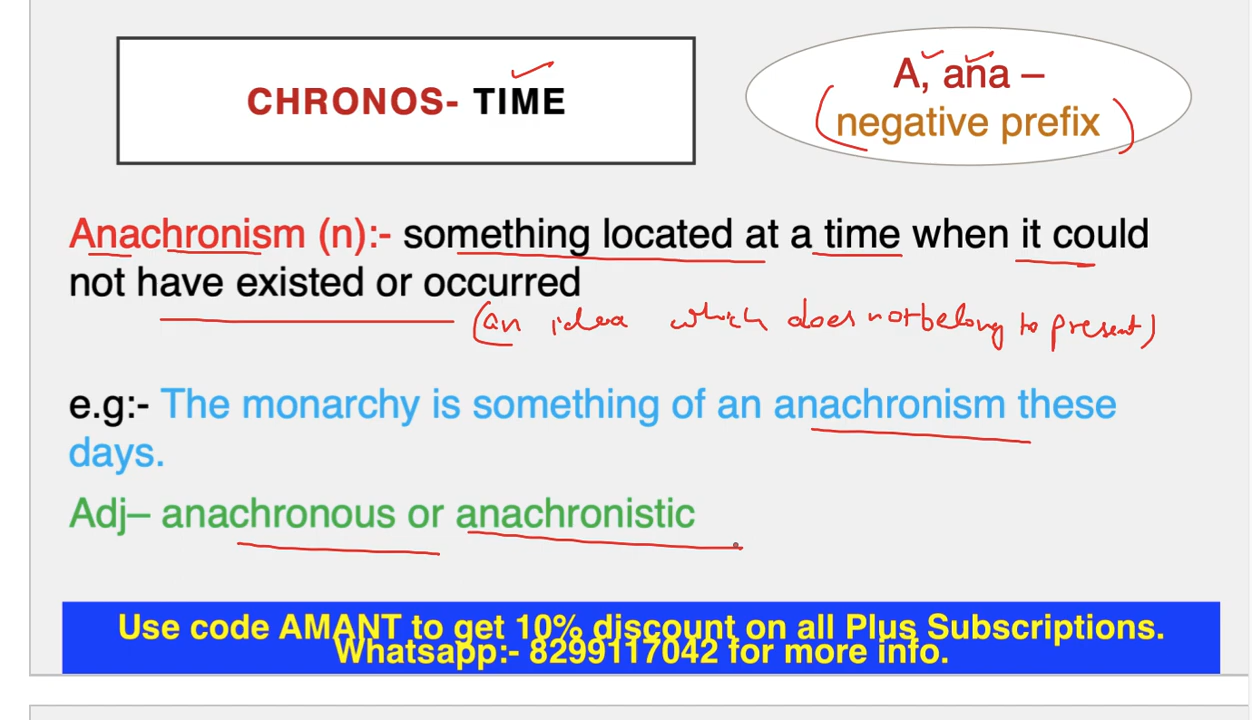 CHRONOS- TIME
A, ana –
negative prefix
Anachronism (n):- something located at a time when it could
not have existed or occurred
(an idea which does not belong to present)
e.g:- The monarchy is something of an anachronism these
days.
Adj– anachronous or anachronistic
Use code AMANT to get 10% discount on all Plus Subscriptions.
Whatsapp:- 8299117042 for more info.